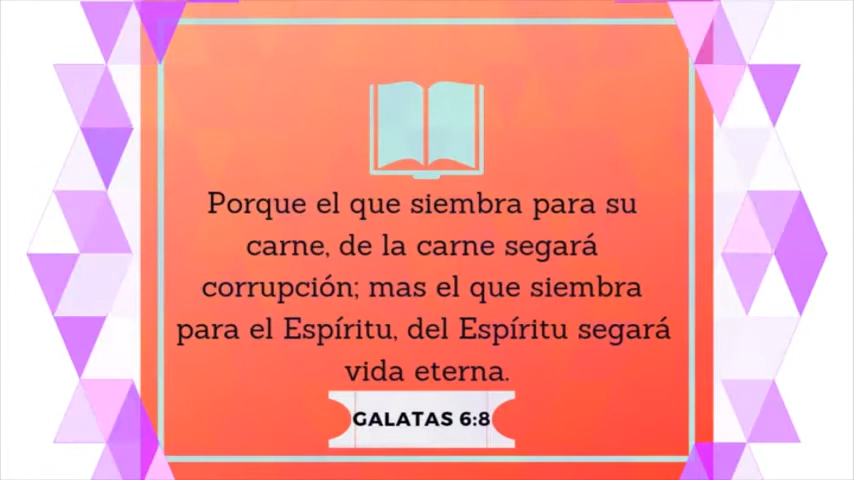 Porque el que siembra para su
carne, de la carne segará
corrupción; mas el que siembra
para el Espíritu, del Espíritu segará
vida eterna.
GALATAS 6:8